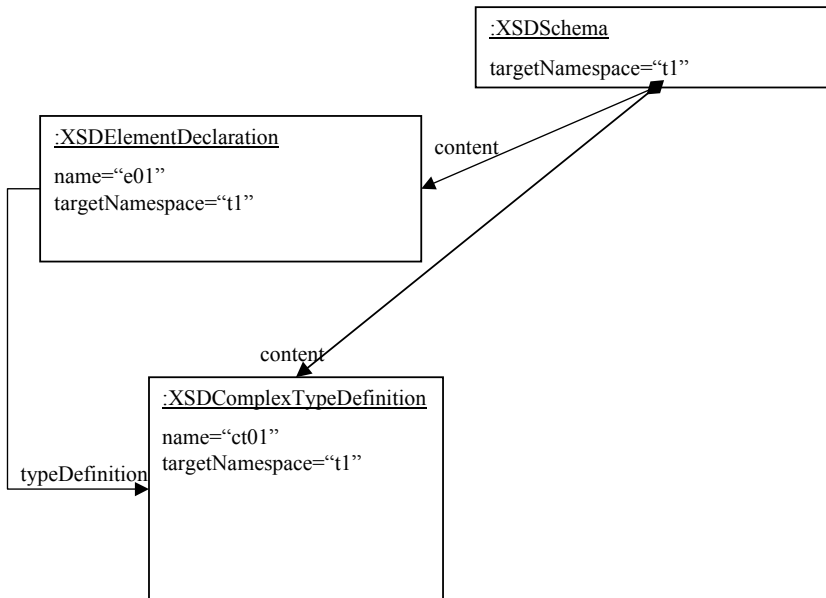 :XSDSchema
targetNamespace=“t1”
content
:XSDElementDeclaration
name=“e01”
targetNamespace=“t1”
content
:XSDComplexTypeDefinition
name=“ct01”
targetNamespace=“t1”
typeDefinition